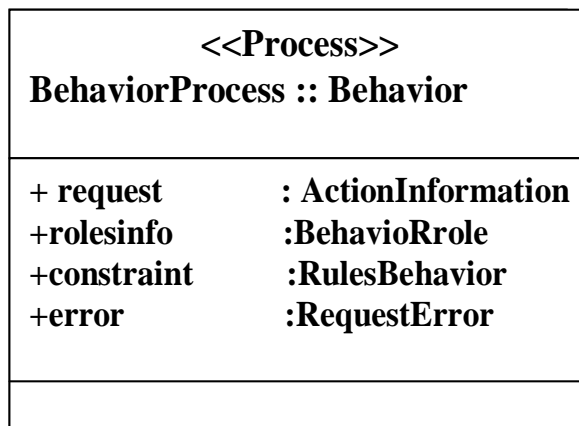 <<Process>>
BehaviorProcess :: Behavior
+ request : ActionInformation
+rolesinfo :BehavioRrole
+constraint :RulesBehavior
+error :RequestError